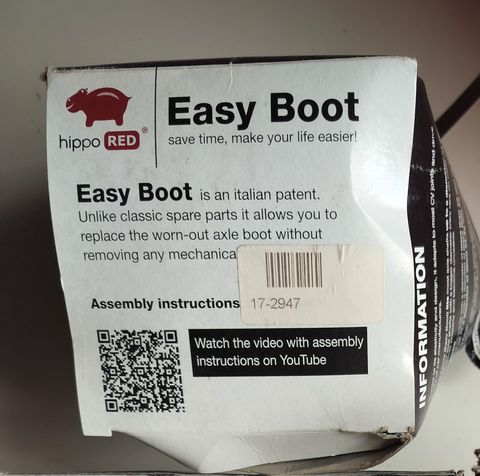 hippo RED ®
Easy Boot
save time, make your life easier!
Easy Boot is an italian patent.
Unlike classic spare parts it allows you to
replace the worn-out axle boot without
removing any mechanica
Assembly instructions
17-2947
Watch the video with assembly
instructions on YouTube
INFORMATION